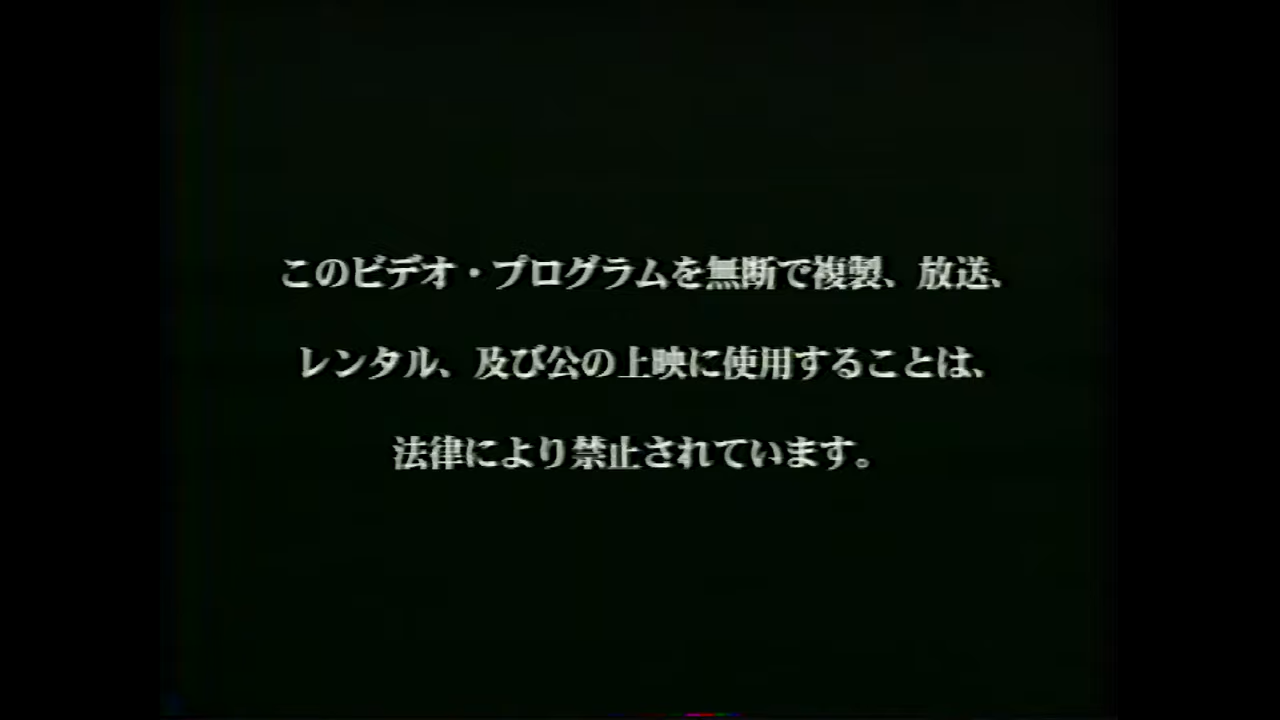 このビデオ・プログラムを無断で複製、放送、
レンタル、及び公の上映に使用することは、
法律により禁止されています。